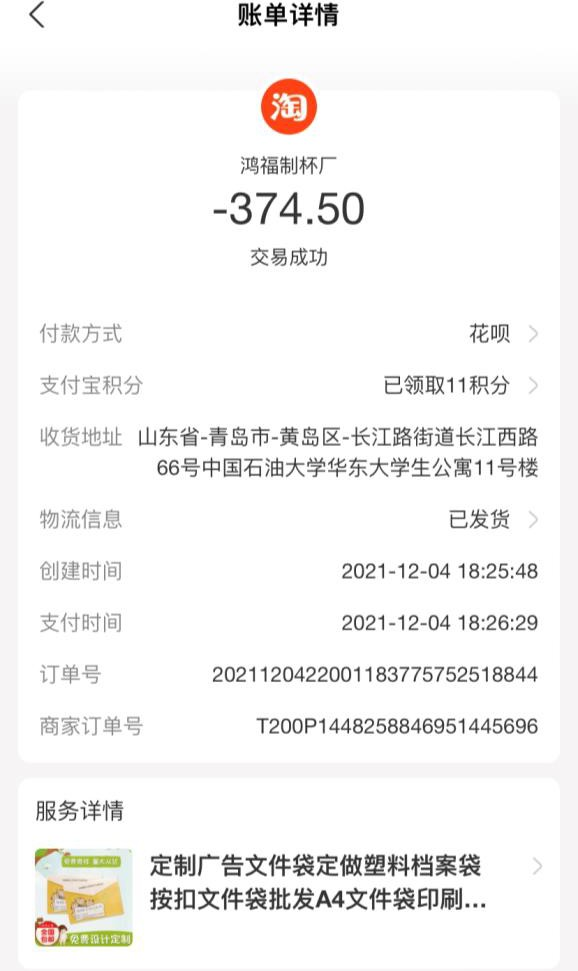 账单详情
淘
鸿福制杯厂
-374.50
交易成功
付款方式 花呗
支付宝积分 已领取11积分
收货地址 山东省-青岛市-黄岛区-长江路街道长江西路
66号中国石油大学华东大学生公寓11号楼
物流信息 已发货
创建时间 2021-12-04 18:25:48
支付时间 2021-12-04 18:26:29
订单号 2021120422001183775752518844
商家订单号 T200P1448258846951445696
服务详情
定制广告文件袋定做塑料档案袋
按扣文件袋批发A4文件袋印刷...
全国
包邮
免费设计定制